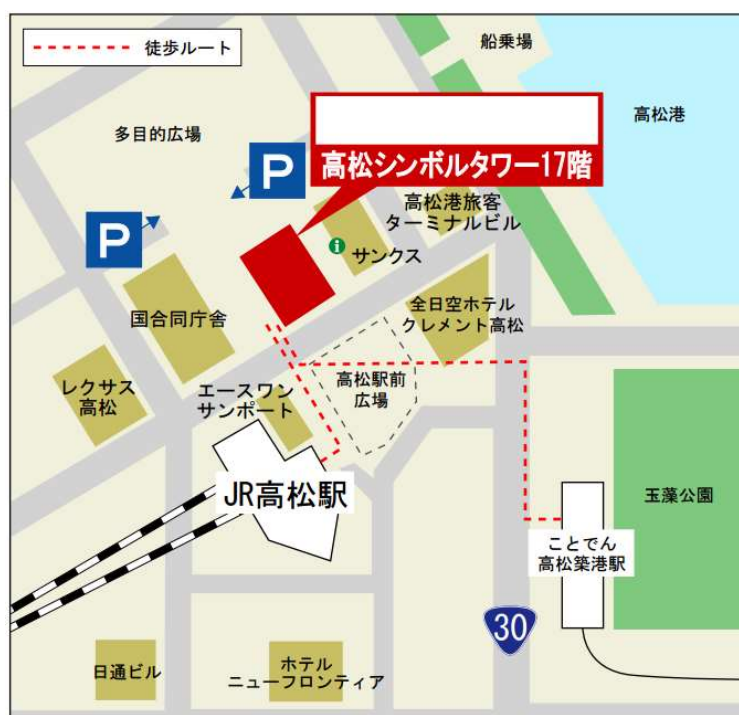 徒歩ルート
船乗場
高松港
多目的広場
P
高松シンボルタワー17階
P
高松港旅客
ターミナルビル
i
サンクス
国合同庁舎
全日空ホテル
クレメント高松
レクサス
高松
エースワン
サンポート
高松駅前
広場
JR高松駅
玉藻公園
ことでん
高松築港駅
30
日通ビル
ホテル
ニューフロンティア